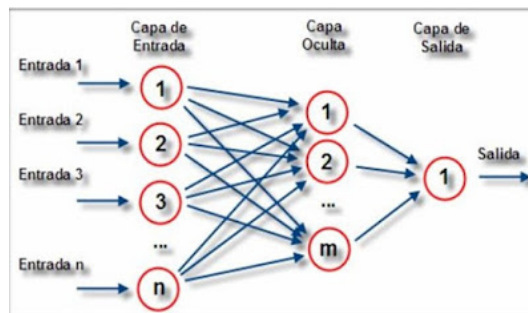 Capa de
Entrada
Capa
Oculta
Capa de
Salida
Entrada 1
1
Entrada 2
2
Entrada 3
3
...
Entrada n
n
1
2
...
m
1
Salida